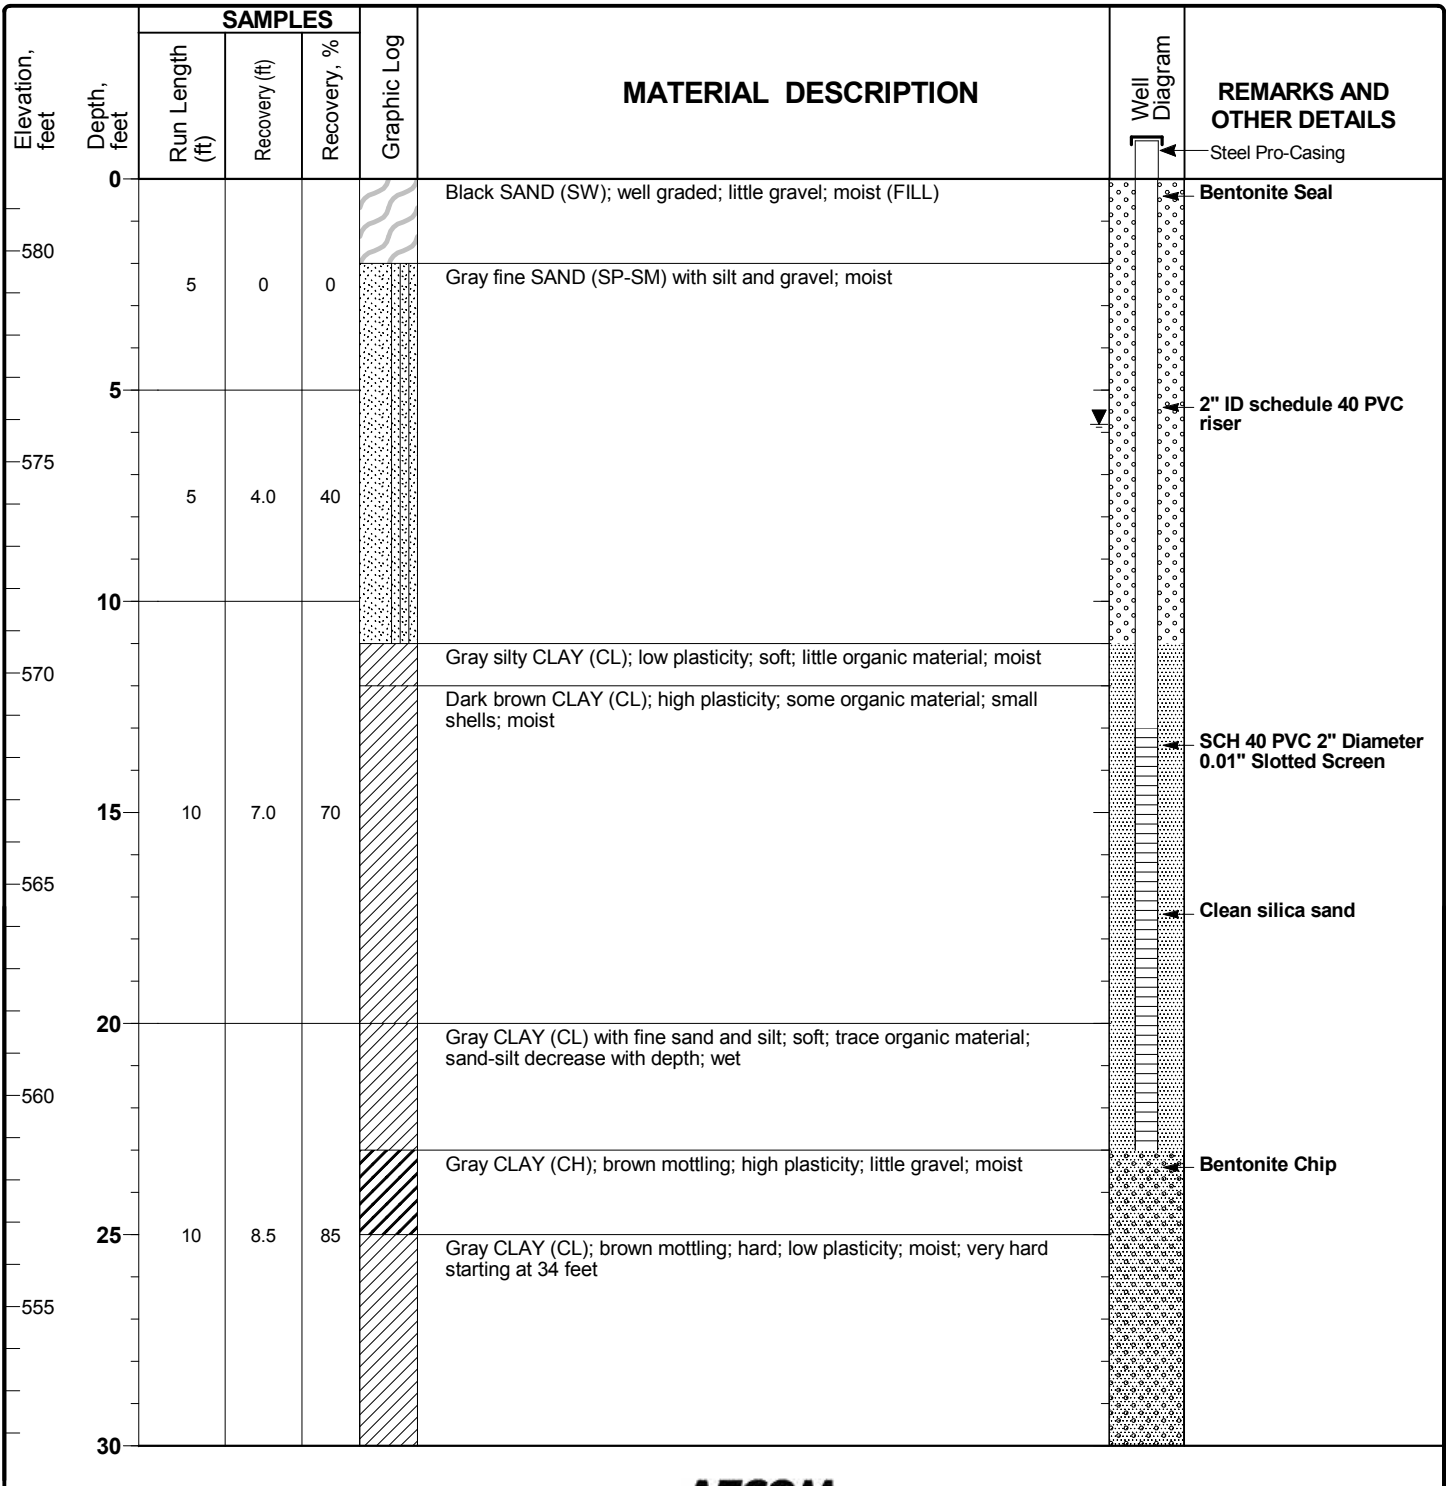 SAMPLES
Elevation,
feet
Depth,
feet
Run Length
(ft)
Recovery (ft)
Recovery, %
Graphic Log
MATERIAL DESCRIPTION
Well
Diagram
REMARKS AND
OTHER DETAILS
Steel Pro-Casing
0
Black SAND (SW); well graded; little gravel; moist (FILL)
Bentonite Seal
580
Gray fine SAND (SP-SM) with silt and gravel; moist
5 0 0
5
2" ID schedule 40 PVC
riser
575
5 4.0 40
10
Gray silty CLAY (CL); low plasticity; soft; little organic material; moist
570
Dark brown CLAY (CL); high plasticity; some organic material; small
shells; moist
SCH 40 PVC 2" Diameter
0.01" Slotted Screen
15 10 7.0 70
565
Clean silica sand
20
Gray CLAY (CL) with fine sand and silt; soft; trace organic material;
sand-silt decrease with depth; wet
560
Gray CLAY (CH); brown mottling; high plasticity; little gravel; moist
Bentonite Chip
25 10 8.5 85
Gray CLAY (CL); brown mottling; hard; low plasticity; moist; very hard
starting at 34 feet
555
30